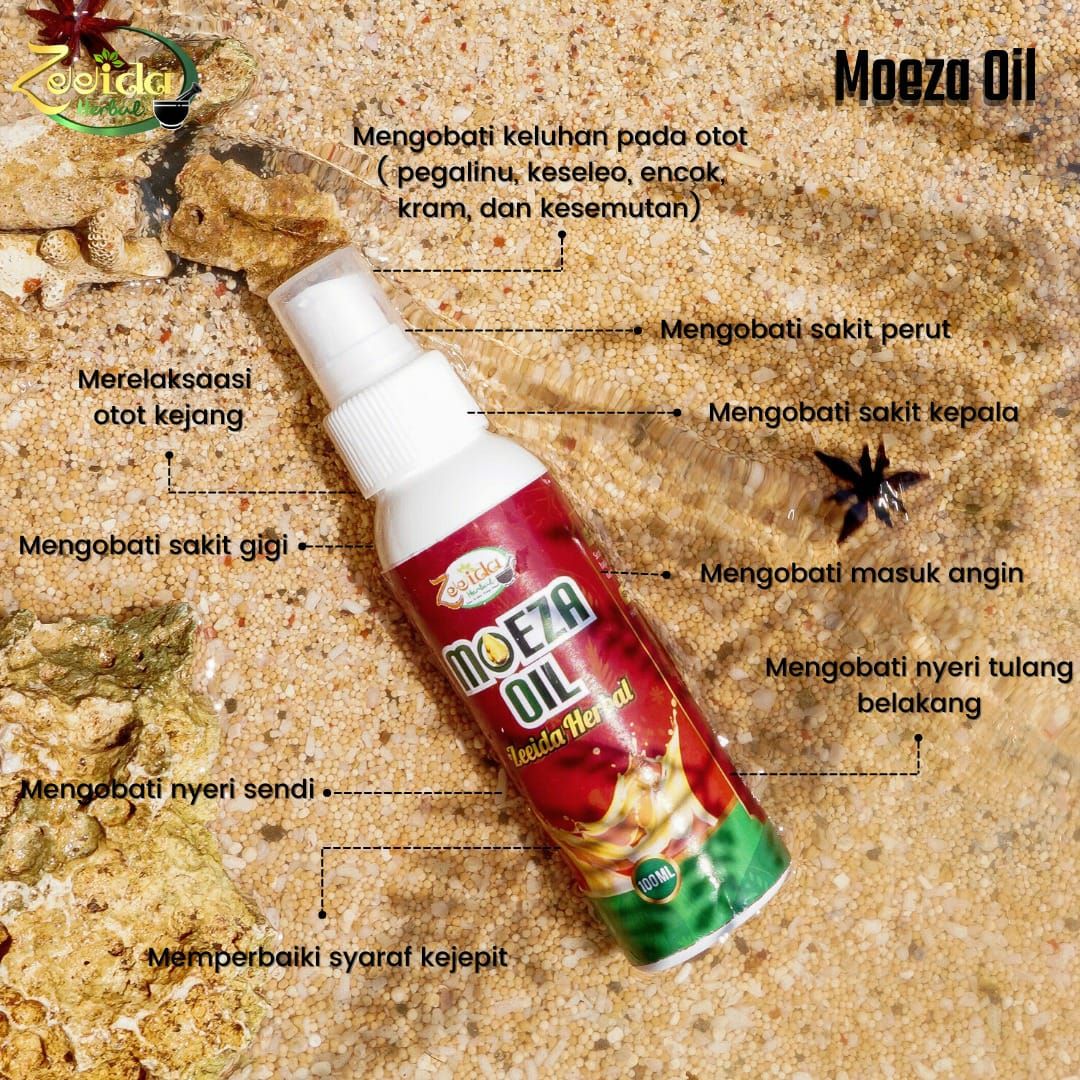 Zeeida
Herbal
Moeza Oil
Mengobati keluhan pada otot
( pegalinu, keseleo, encok,
kram, dan kesemutan)
Mengobati sakit perut
Merelaksaasi
otot kejang
Mengobati sakit kepala
Mengobati sakit gigi
Mengobati masuk angin
Zeeida
Herbal
MOEZA
OIL
Zeeida Herbal
Mengobati nyeri tulang
belakang
Mengobati nyeri sendi
100 ML
Memperbaiki syaraf kejepit